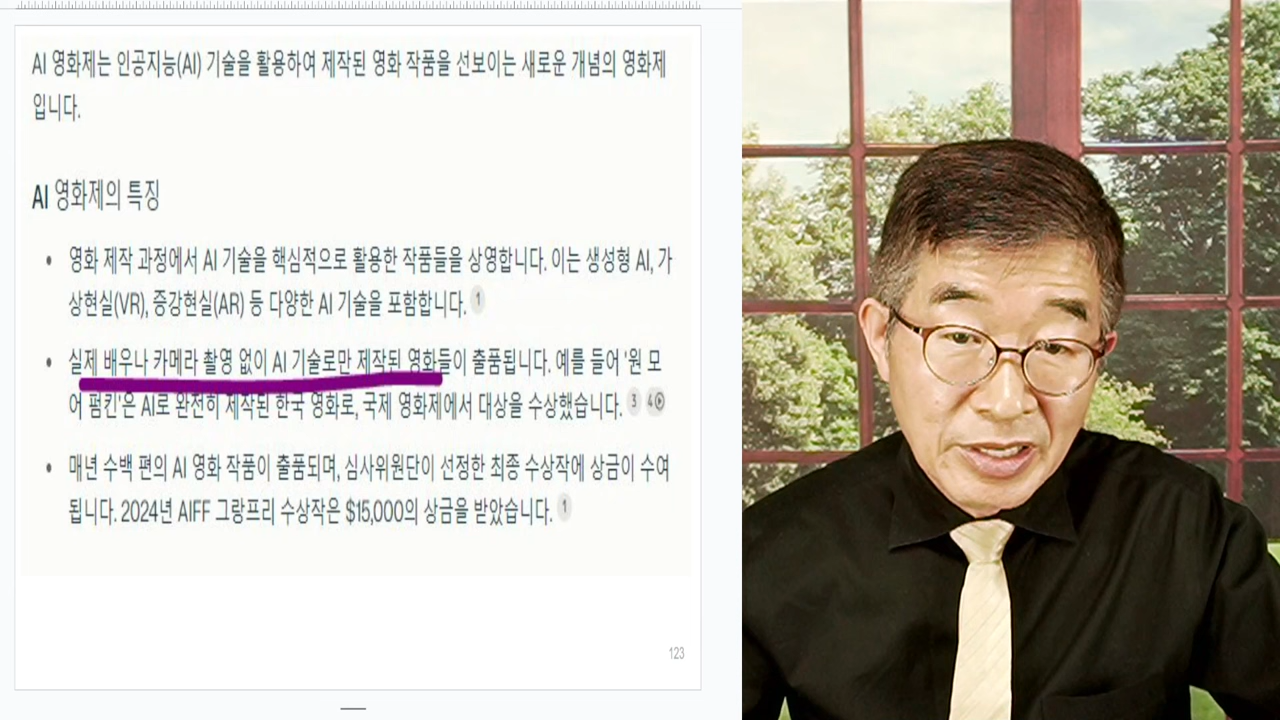 AI 영화제는 인공지능(AI) 기술을 활용하여 제작된 영화 작품을 선보이는 새로운 개념의 영화제
입니다.
AI 영화제의 특징
• 영화 제작 과정에서 AI 기술을 핵심적으로 활용한 작품들을 상영합니다. 이는 생성형 AI, 가
상현실(VR), 증강현실(AR) 등 다양한 AI 기술을 포함합니다. 1
• 실제 배우나 카메라 촬영 없이 AI 기술로만 제작된 영화들이 출품됩니다. 예를 들어 '원 모
어 펌킨'은 AI로 완전히 제작된 한국 영화로, 국제 영화제에서 대상을 수상했습니다. 3 4
• 매년 수백 편의 AI 영화 작품이 출품되며, 심사위원단이 선정한 최종 수상작에 상금이 수여
됩니다. 2024년 AIFF 그랑프리 수상작은 $15,000의 상금을 받았습니다. 1
123